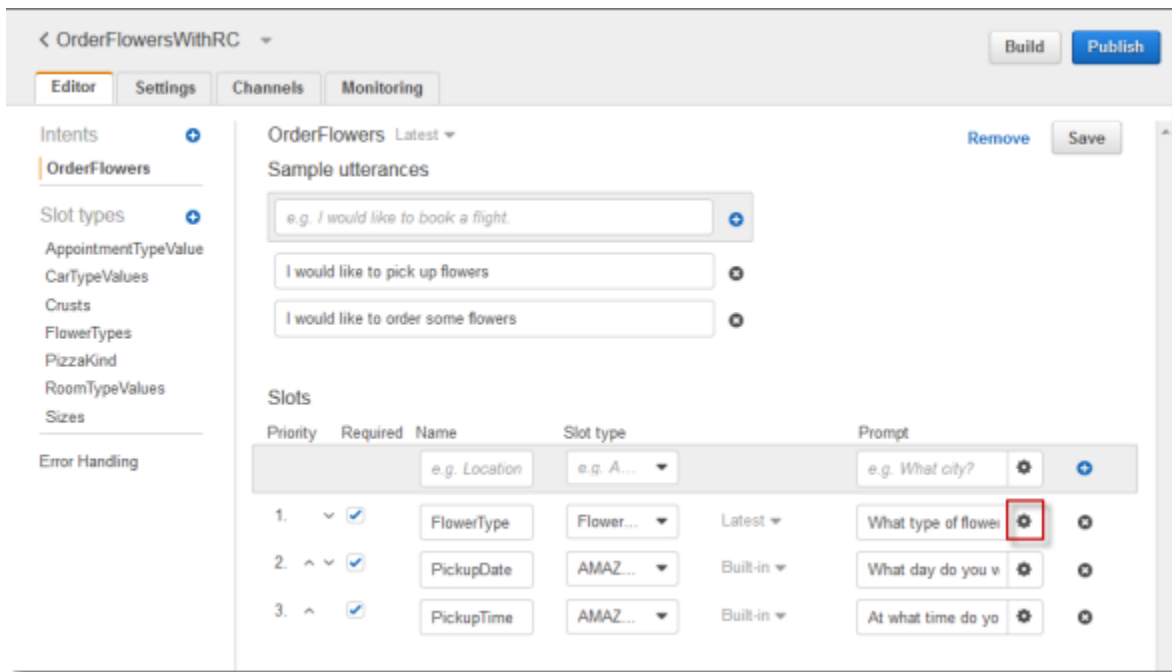 OrderFlowersWithRC
Build Publish
Editor Settings Channels Monitoring
Intents
OrderFlowers
Slot types
AppointmentTypeValue
CarTypeValues
Crusts
FlowerTypes
PizzaKind
RoomTypeValues
Sizes
Error Handling
OrderFlowers Latest
Remove Save
Sample utterances
e.g. I would like to book a flight.
I would like to pick up flowers
I would like to order some flowers
Slots
Priority Required Name Slot type Prompt
e.g. Location e.g. A... e.g. What city?
1. FlowerType Flower... Latest What type of flower
2. PickupDate AMAZ... Built-in What day do you w
3. PickupTime AMAZ... Built-in At what time do yo